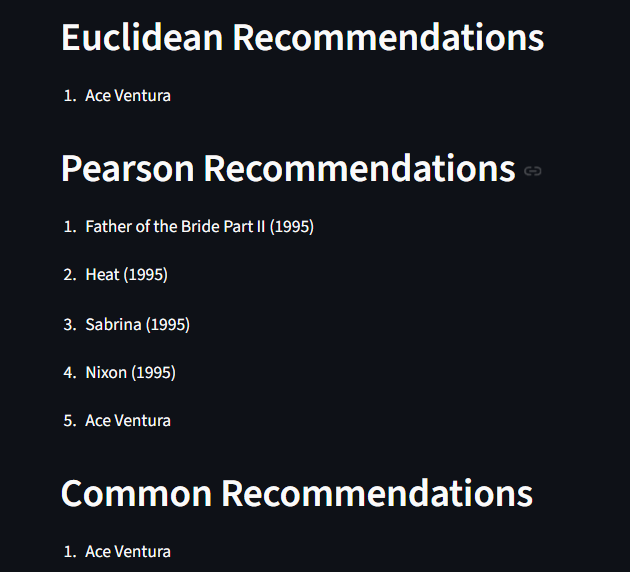 Euclidean Recommendations
1. Ace Ventura
Pearson Recommendations
1. Father of the Bride Part II (1995)
2. Heat (1995)
3. Sabrina (1995)
4. Nixon (1995)
5. Ace Ventura
Common Recommendations
1. Ace Ventura